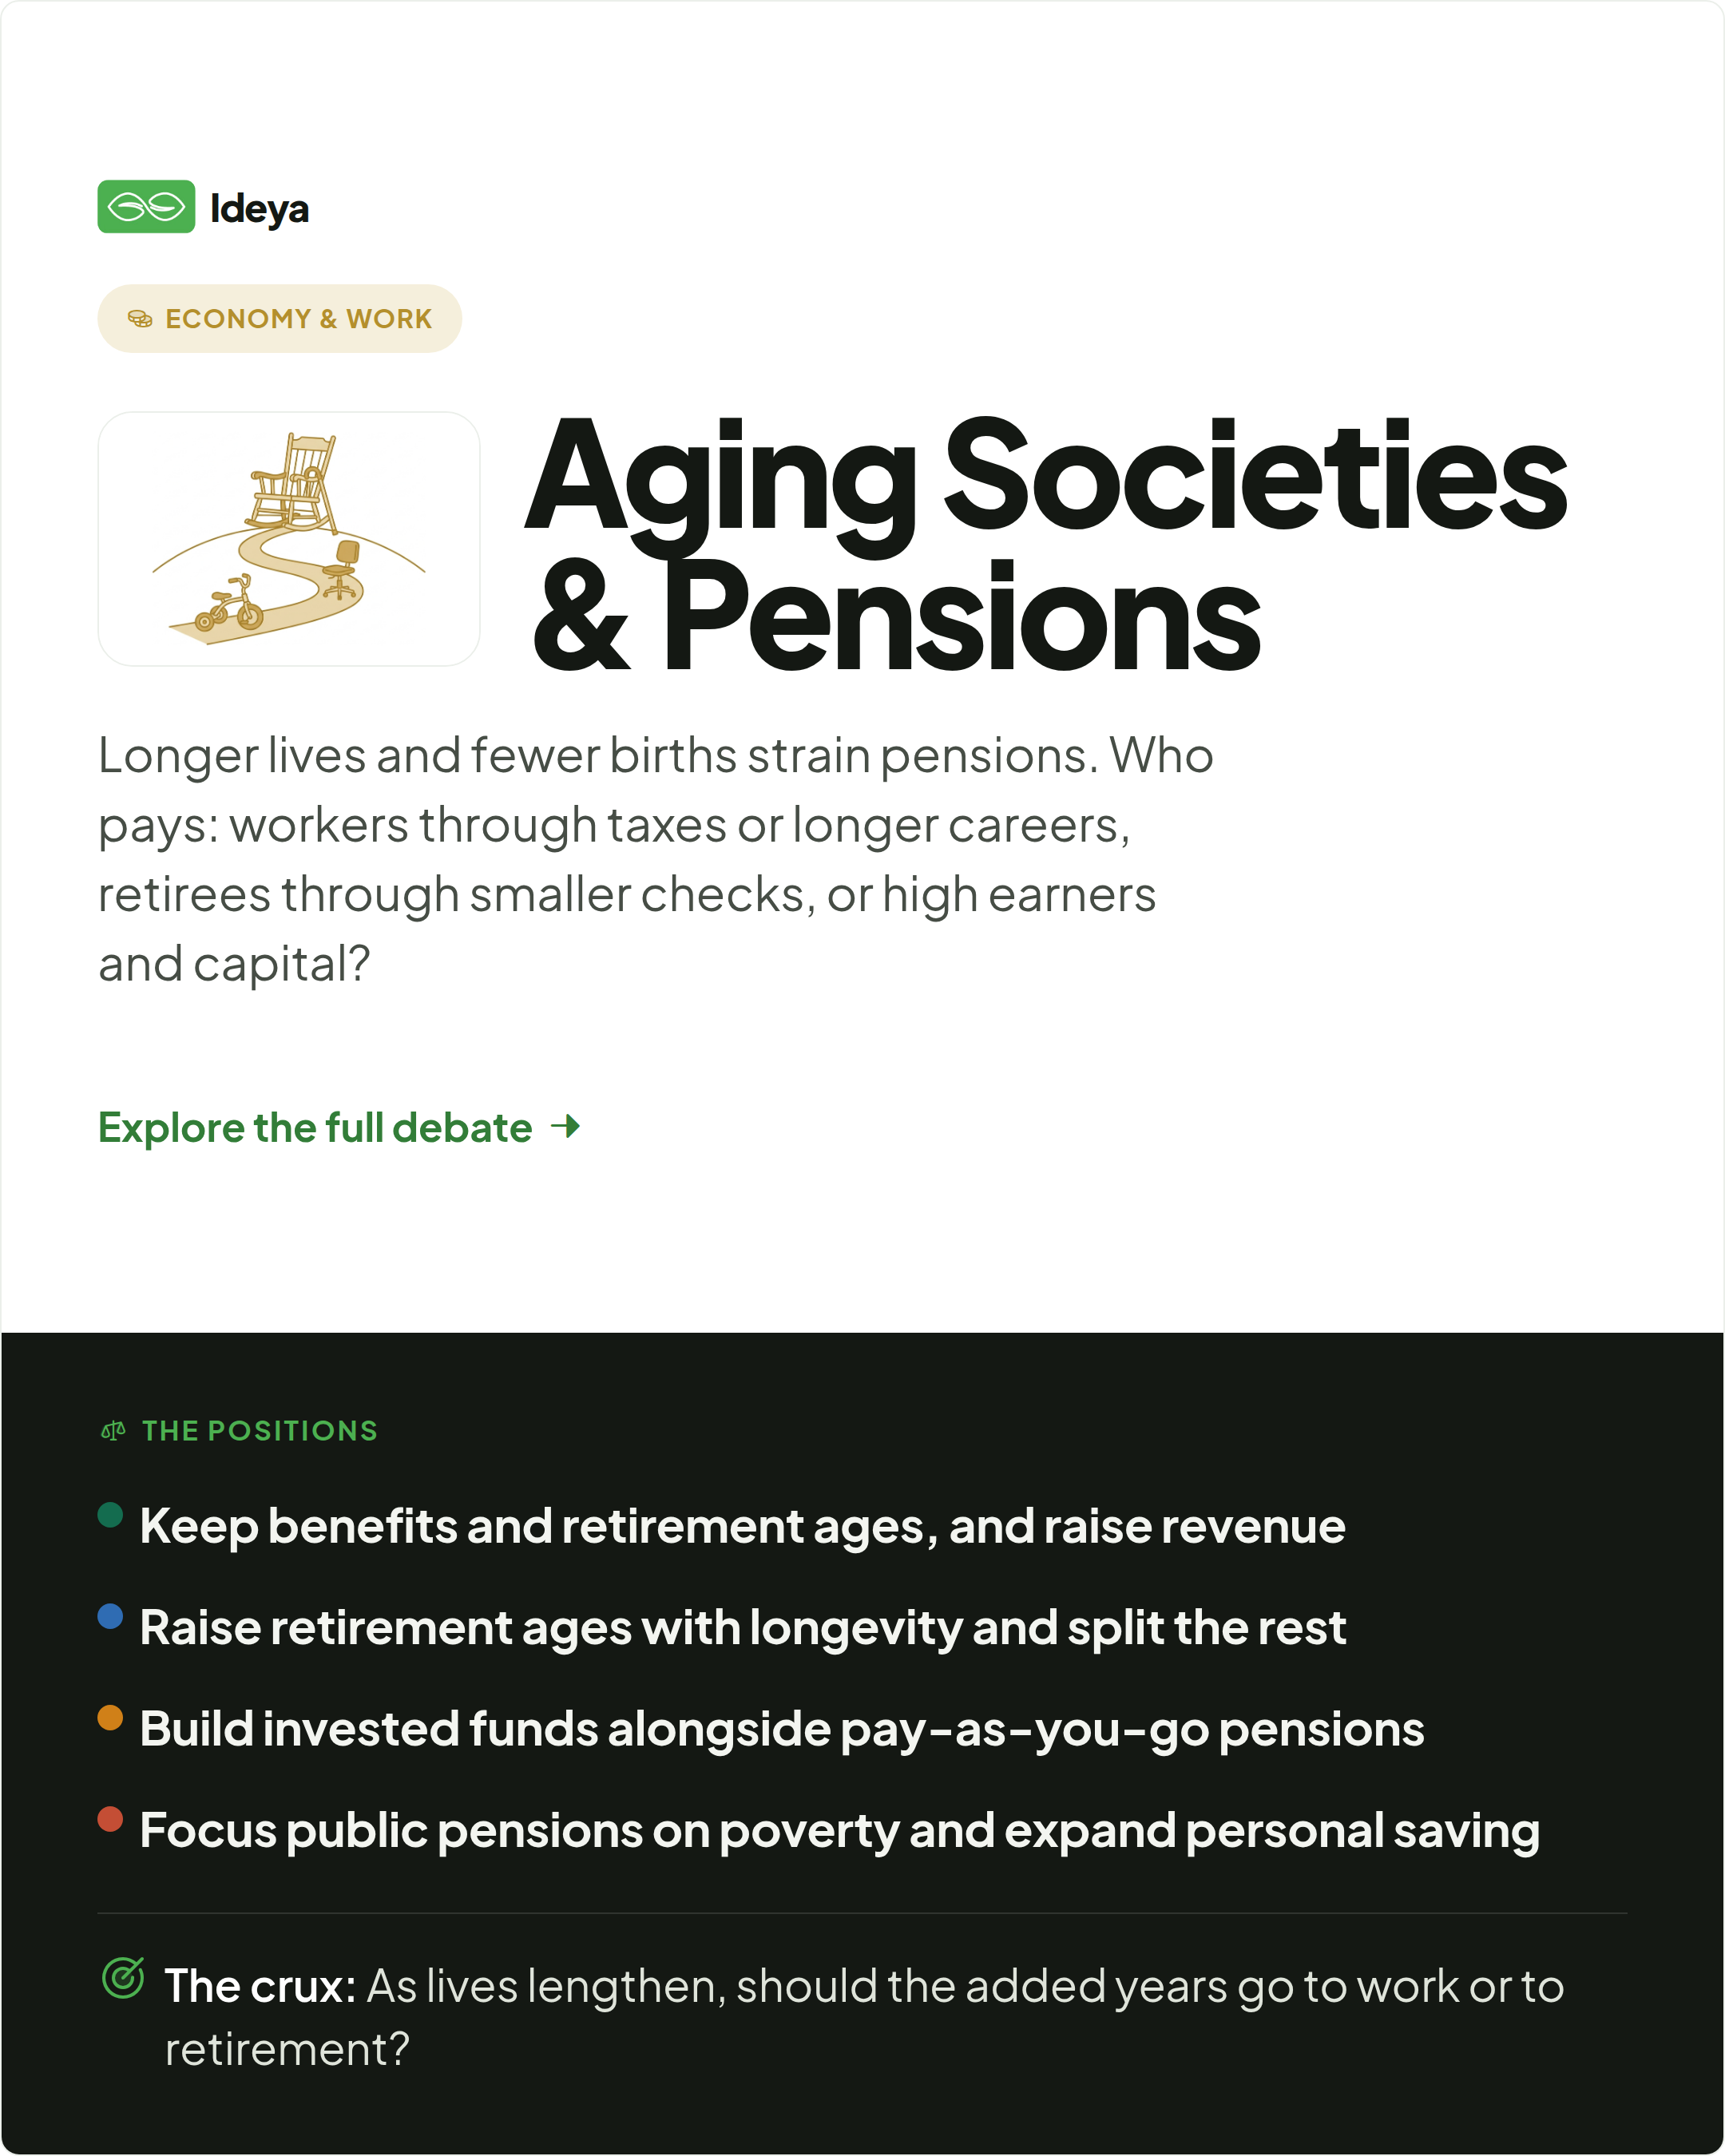 Ideya
ECONOMY & WORK
Aging Societies
& Pensions
Longer lives and fewer births strain pensions. Who
pays: workers through taxes or longer careers,
retirees through smaller checks, or high earners
and capital?
Explore the full debate
THE POSITIONS
Keep benefits and retirement ages, and raise revenue
Raise retirement ages with longevity and split the rest
Build invested funds alongside pay-as-you-go pensions
Focus public pensions on poverty and expand personal saving
The crux: As lives lengthen, should the added years go to work or to
retirement?